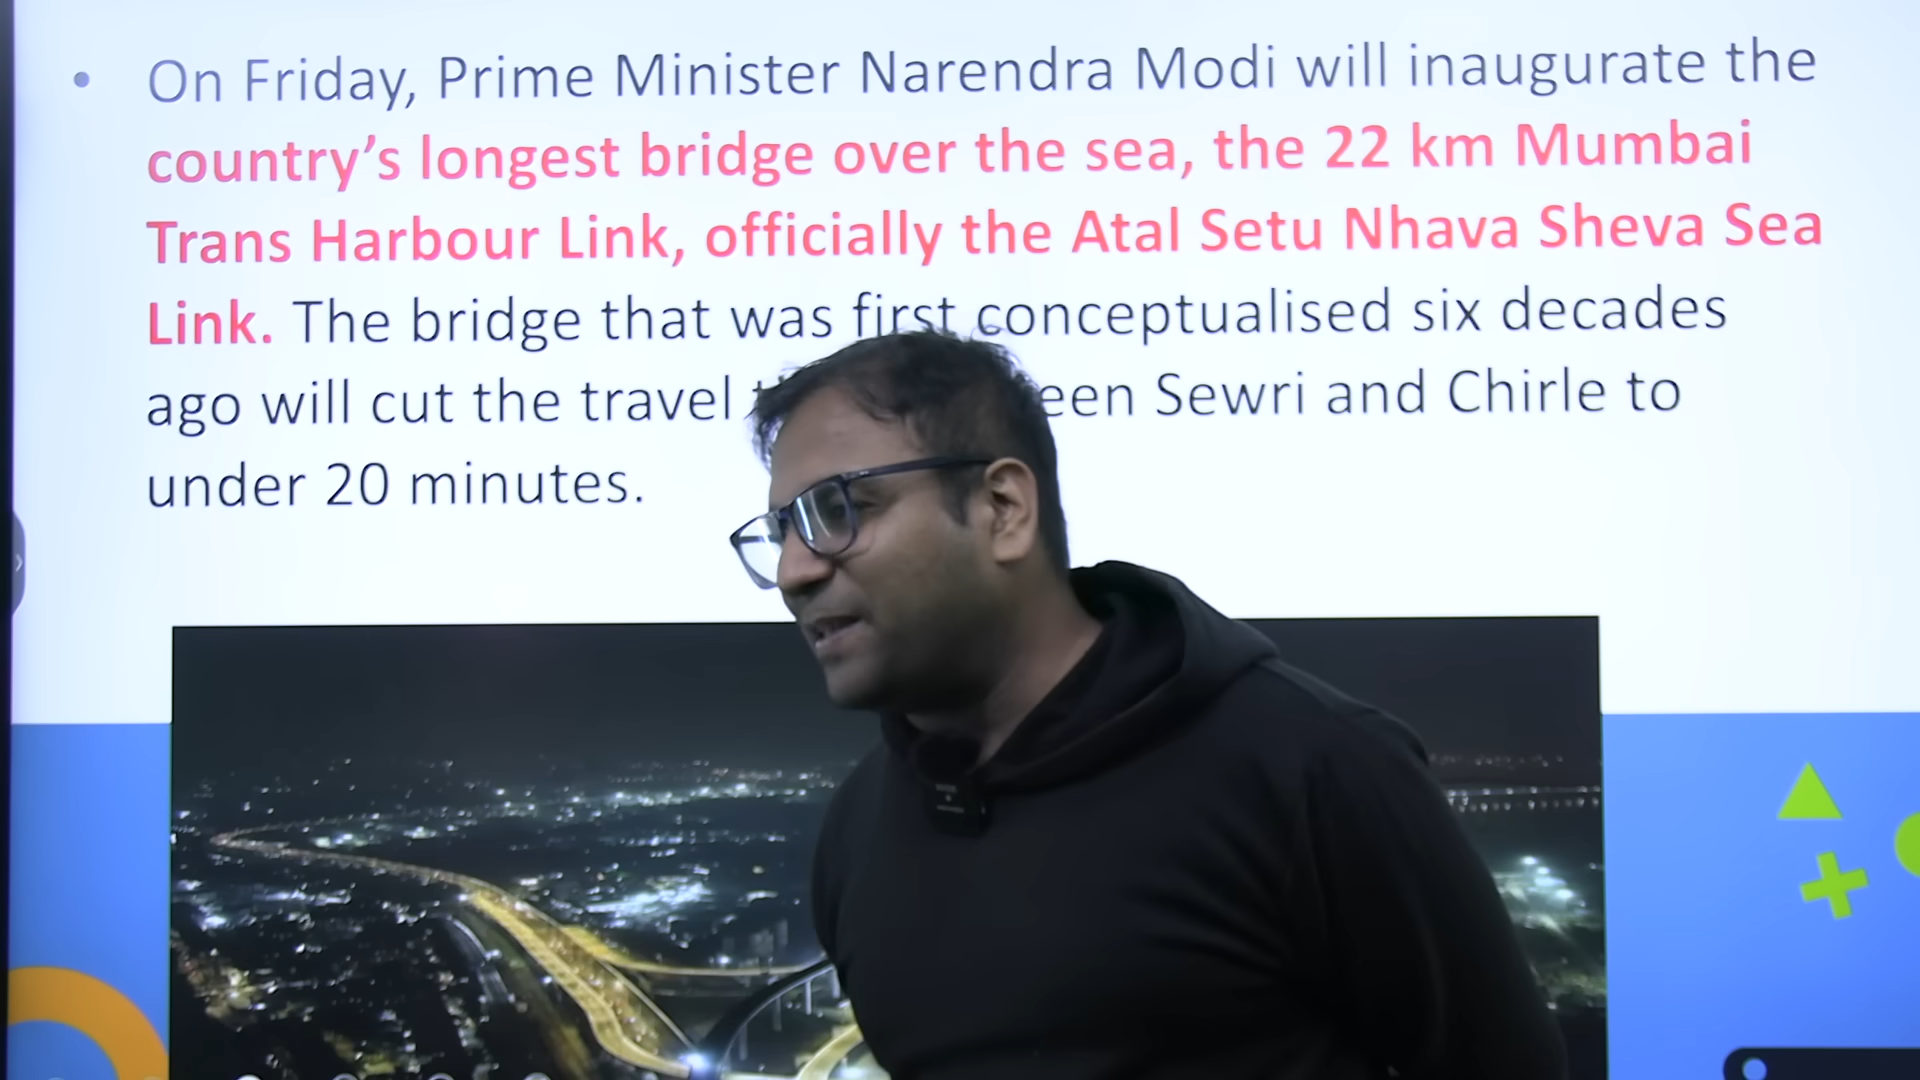 • On Friday, Prime Minister Narendra Modi will inaugurate the
country’s longest bridge over the sea, the 22 km Mumbai
Trans Harbour Link, officially the Atal Setu Nhava Sheva Sea
Link. The bridge that was first conceptualised six decades
ago will cut the travel Sewri and Chirle to
under 20 minutes.